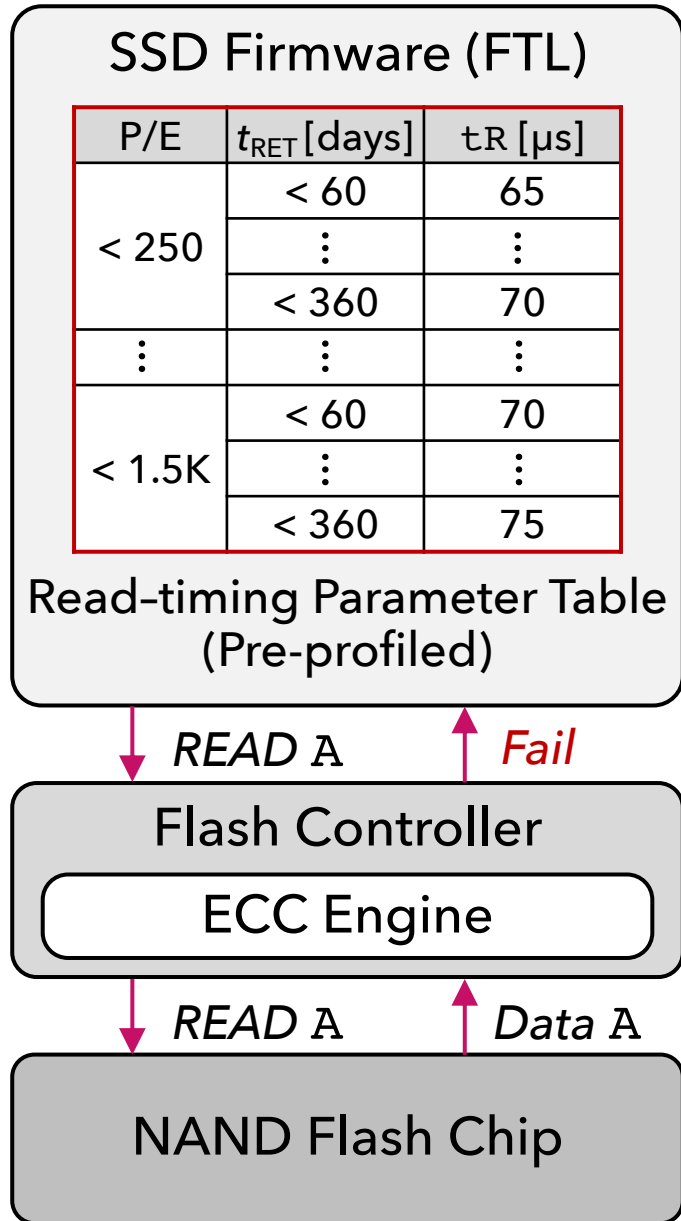 SSD Firmware (FTL)
P/E tRET [days] tR [µs]
< 250 < 60 65
⋮ ⋮
< 360 70
⋮ ⋮ ⋮
< 1.5K < 60 70
⋮ ⋮
< 360 75
Read–timing Parameter Table
(Pre-profiled)
READ A Fail
Flash Controller
ECC Engine
READ A Data A
NAND Flash Chip